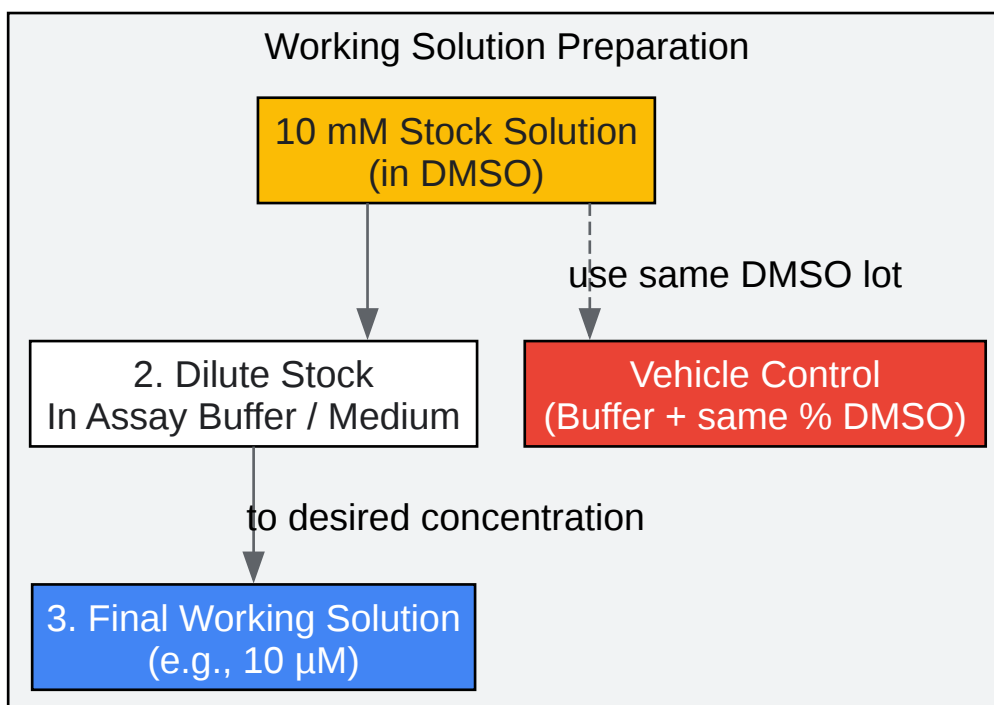 Working Solution Preparation
10 mM Stock Solution
(in DMSO)
use same DMSO lot
2. Dilute Stock
In Assay Buffer / Medium
Vehicle Control
(Buffer + same % DMSO)
to desired concentration
3. Final Working Solution
(e.g., 10 µM)